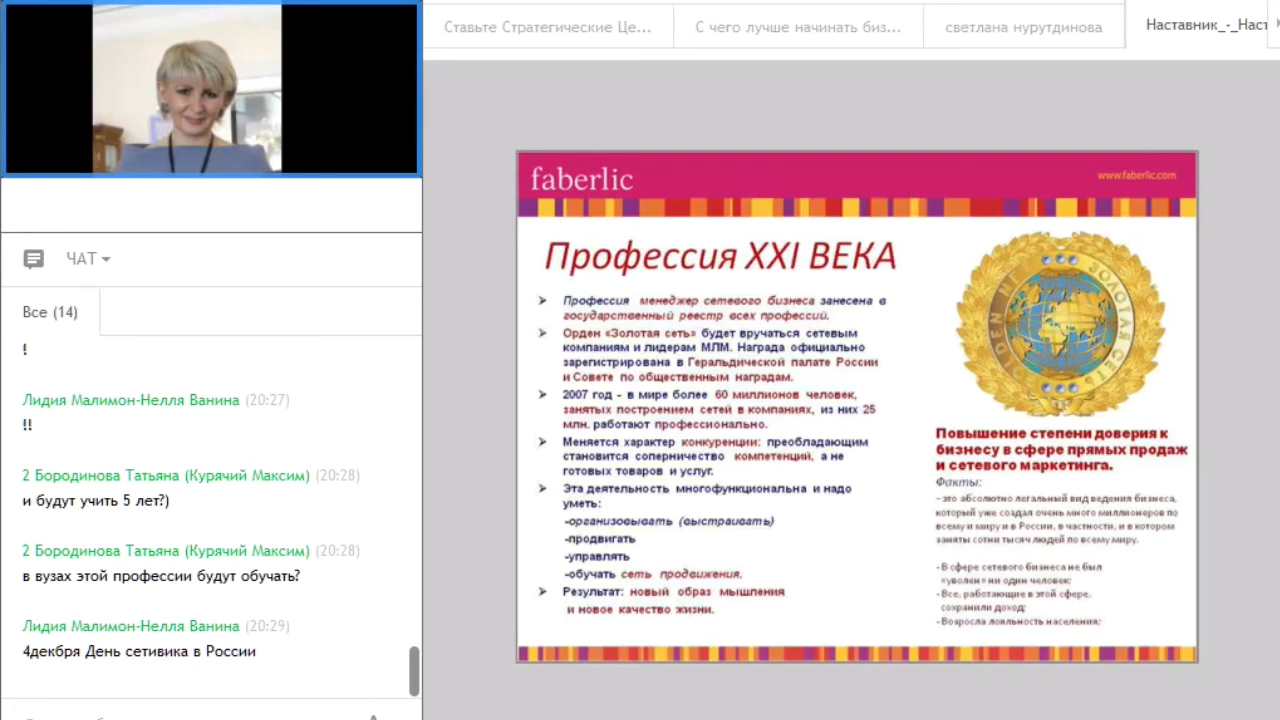 Ставьте Стратегические Це...
С чего лучше начинать биз...
светлана нурутдинова
Наставник_-_Наст
ЧАТ
Все (14)
!
Лидия Малимон-Нелля Ванина (20:27)
!!
2 Бородинова Татьяна (Курячий Максим) (20:28)
и будут учить 5 лет?)
2 Бородинова Татьяна (Курячий Максим) (20:28)
в вузах этой профессии будут обучать?
Лидия Малимон-Нелля Ванина (20:29)
4декбря День сетивика в России
faberlic
www.faberlic.com
Профессия XXI ВЕКА
Профессия менеджер сетевого бизнеса занесена в
государственный реестр всех профессий.
Орден «Золотая сеть» будет вручаться сетевым
компаниям и лидерам МЛМ. Награда официально
зарегистрирована в Геральдической палате России
и Совете по общественным наградам.
2007 год - в мире более 60 миллионов человек,
занятых построением сетей в компаниях, из них 25
млн. работают профессионально.
Меняется характер конкуренции: преобладающим
становится соперничество компетенций, а не
готовых товаров и услуг.
Эта деятельность многофункциональна и надо
уметь:
-организовывать (выстраивать)
-продвигать
-управлять
-обучать сеть продвижения.
Результат: новый образ мышления
и новое качество жизни.
ЗОЛОТАЯ СЕТЬ
Повышение степени доверия к
бизнесу в сфере прямых продаж
и сетевого маркетинга.
Факты:
- это абсолютно легальный вид ведения бизнеса,
который уже создал очень много миллионеров по
всему и миру и в России, в частности, и в котором
заняты сотни тысяч людей по всему миру.
- В сфере сетевого бизнеса не был
«уволен» ни один человек;
- Все, работающие в этой сфере,
сохранили доход;
- Возросла лояльность населения;